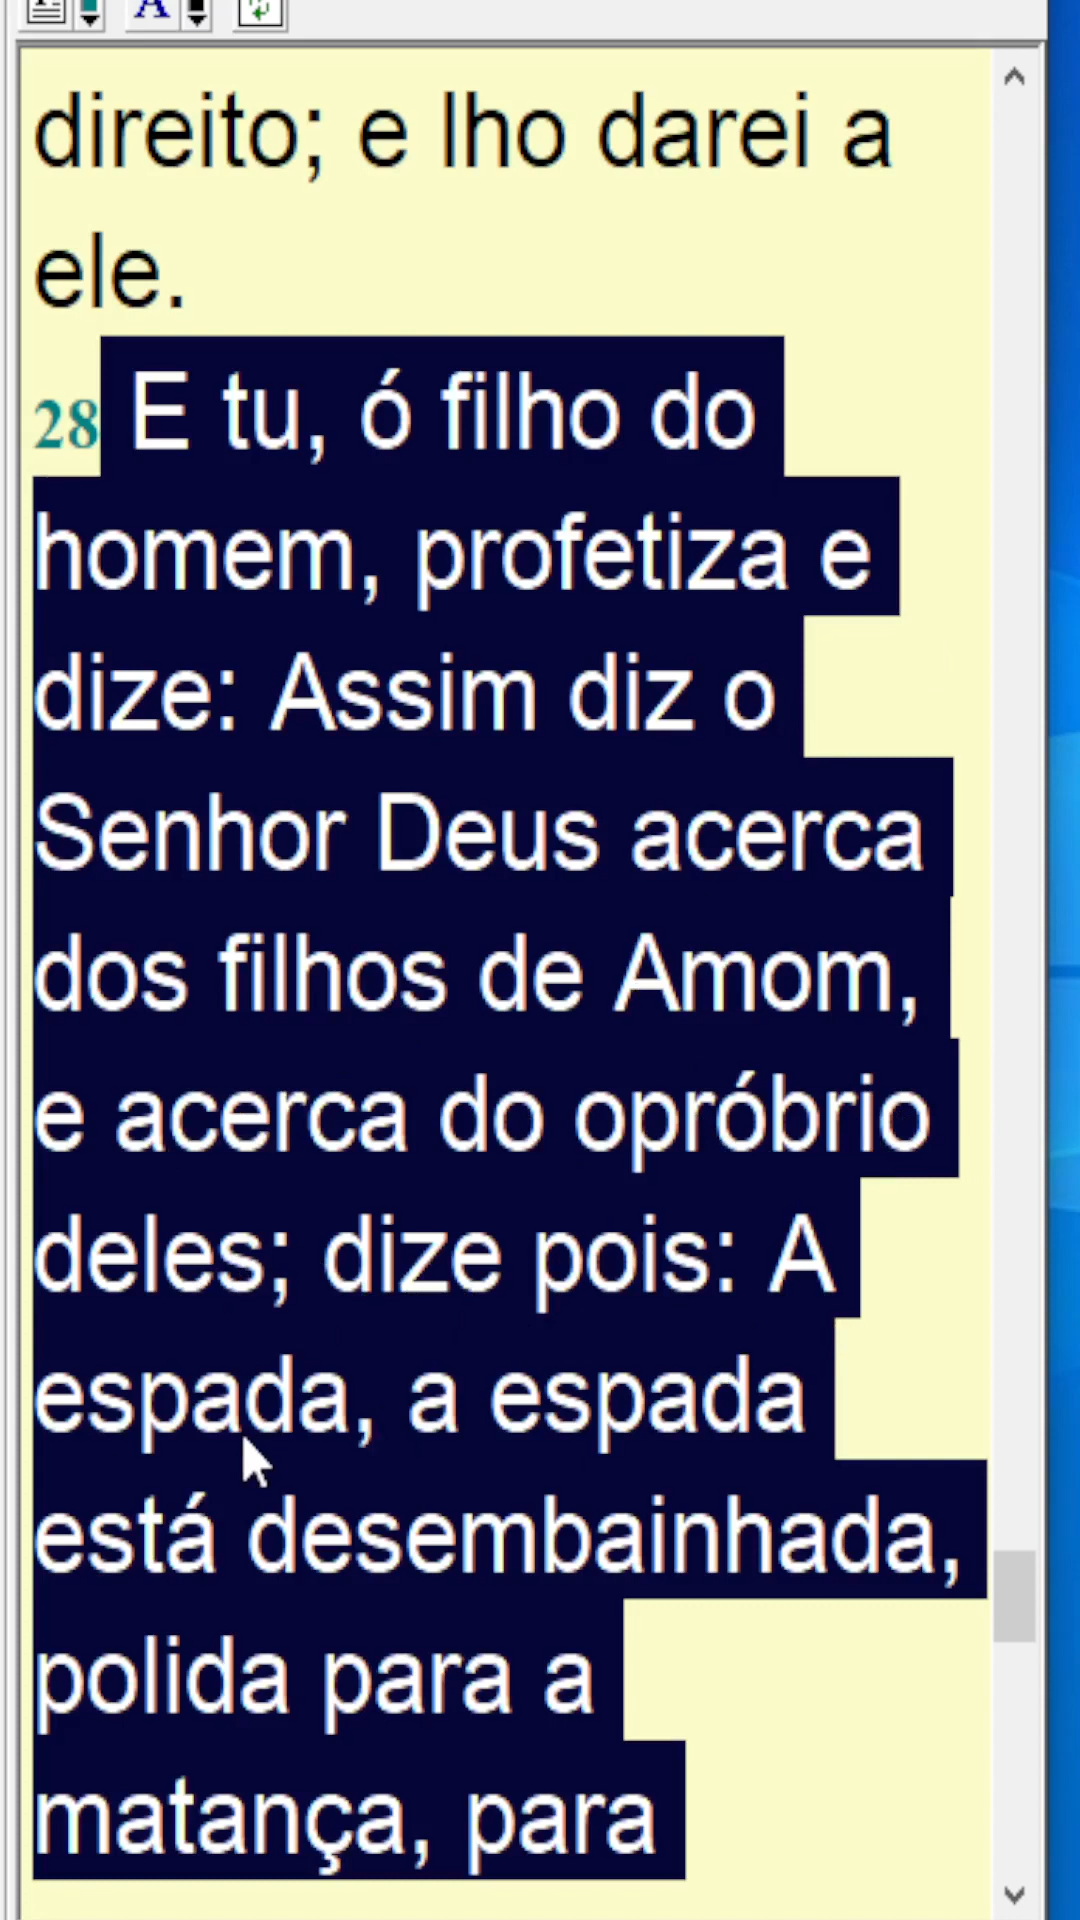 direito; e lho darei a
ele.
28 E tu, ó filho do
homem, profetiza e
dize: Assim diz o
Senhor Deus acerca
dos filhos de Amom,
e acerca do opróbrio
deles; dize pois: A
espada, a espada
está desembainhada,
polida para a
matança, para